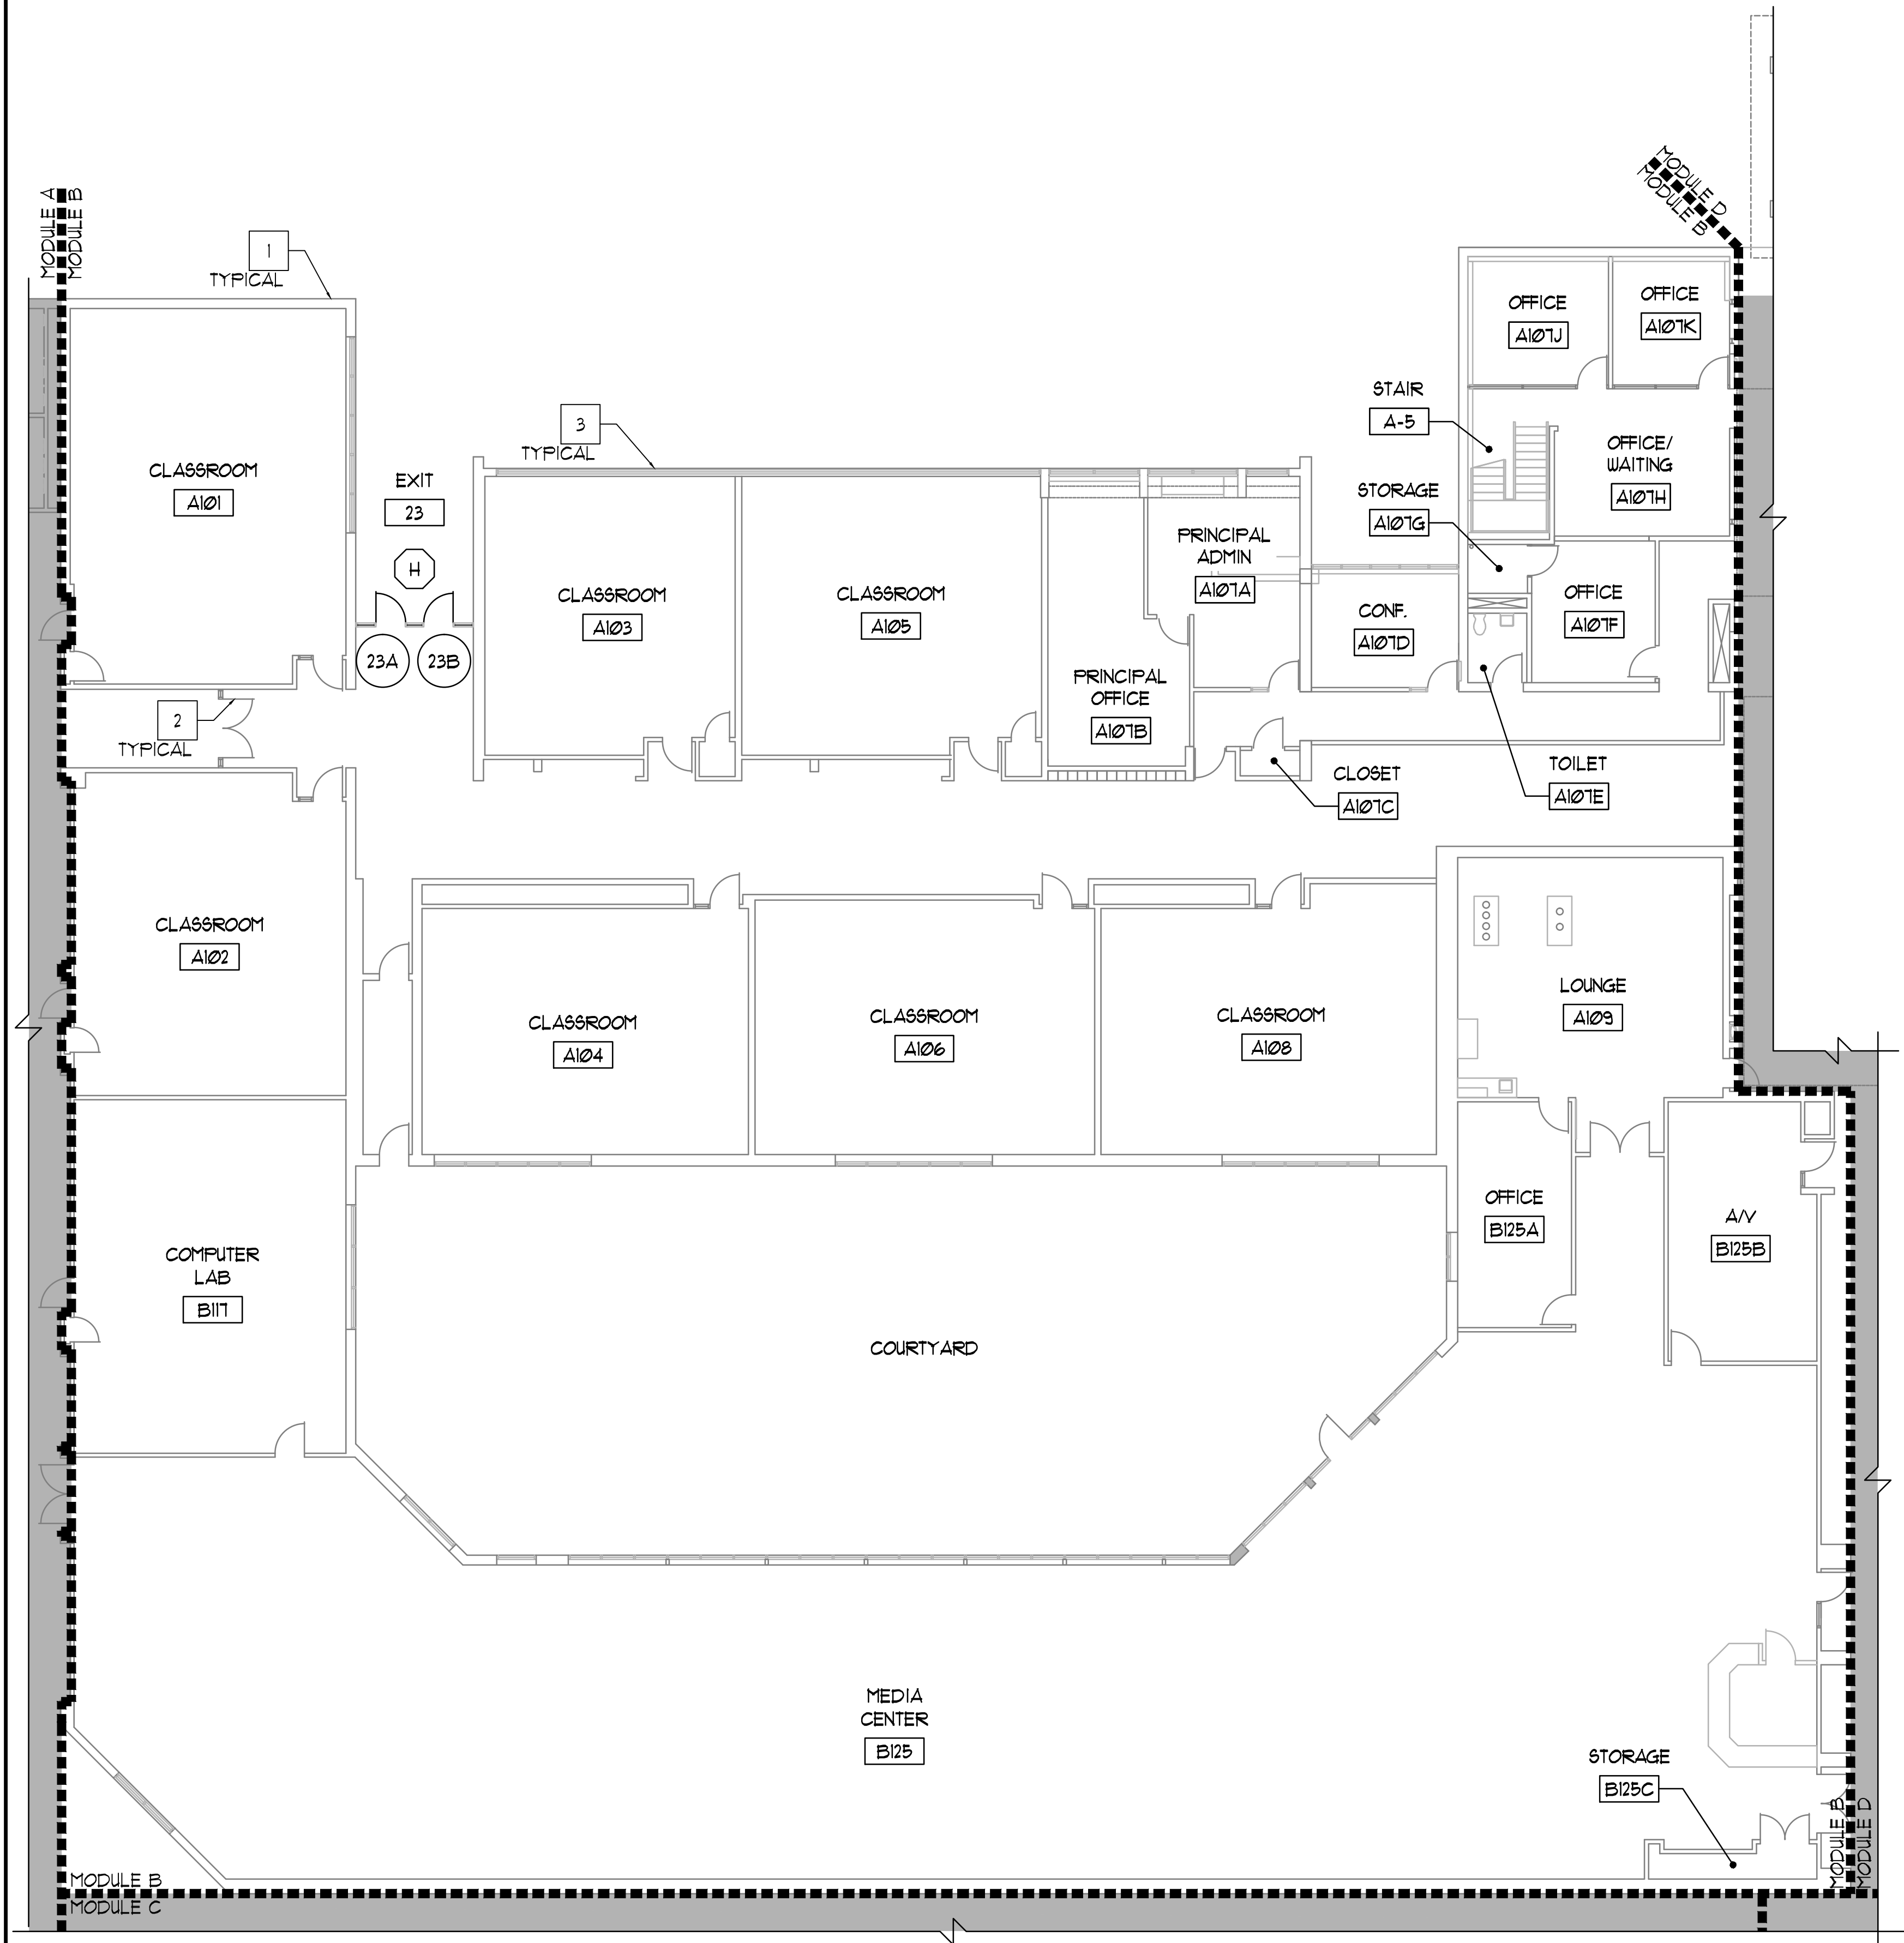 MODULE A
MODULE B
MODULE D
MODULE B
1
TYPICAL
OFFICE
A107J
OFFICE
A107K
STAIR
A-5
3
TYPICAL
OFFICE/
WAITING
A107H
CLASSROOM
A101
EXIT
23
H
23A
23B
STORAGE
A107G
PRINCIPAL
ADMIN
A107A
CLASSROOM
A103
CLASSROOM
A105
CONF.
A107D
OFFICE
A107F
PRINCIPAL
OFFICE
A107B
2
TYPICAL
CLOSET
A107C
TOILET
A107E
CLASSROOM
A102
CLASSROOM
A104
CLASSROOM
A106
CLASSROOM
A108
LOUNGE
A109
OFFICE
B125A
A/V
B125B
COMPUTER
LAB
B117
COURTYARD
MEDIA
CENTER
B125
STORAGE
B125C
MODULE B
MODULE D
MODULE B
MODULE C